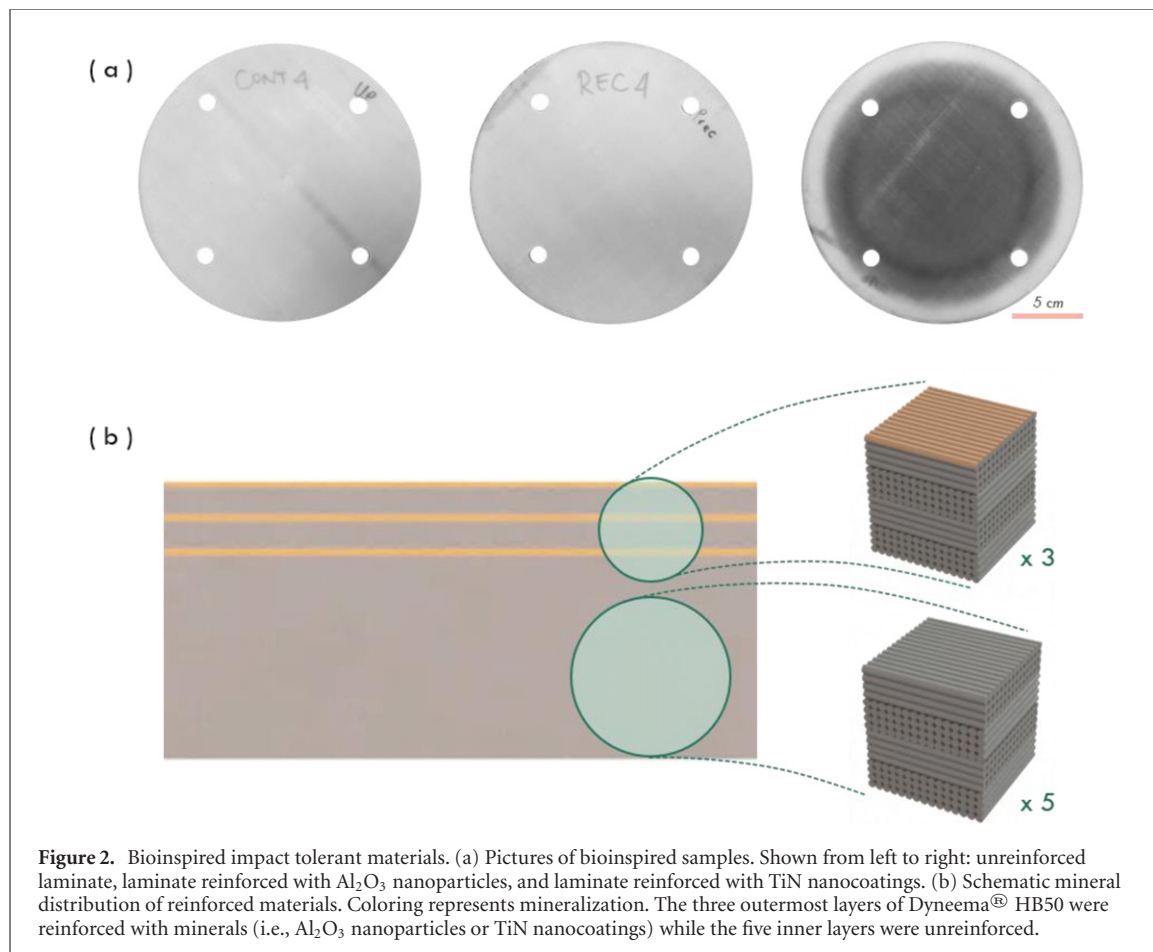 ( a )
CONT 4
UP
REC 4
5 cm
( b )
x 3
x 5
Figure 2. Bioinspired impact tolerant materials. (a) Pictures of bioinspired samples. Shown from left to right: unreinforced
laminate, laminate reinforced with Al₂O₃ nanoparticles, and laminate reinforced with TiN nanocoatings. (b) Schematic mineral
distribution of reinforced materials. Coloring represents mineralization. The three outermost layers of Dyneema® HB50 were
reinforced with minerals (i.e., Al₂O₃ nanoparticles or TiN nanocoatings) while the five inner layers were unreinforced.